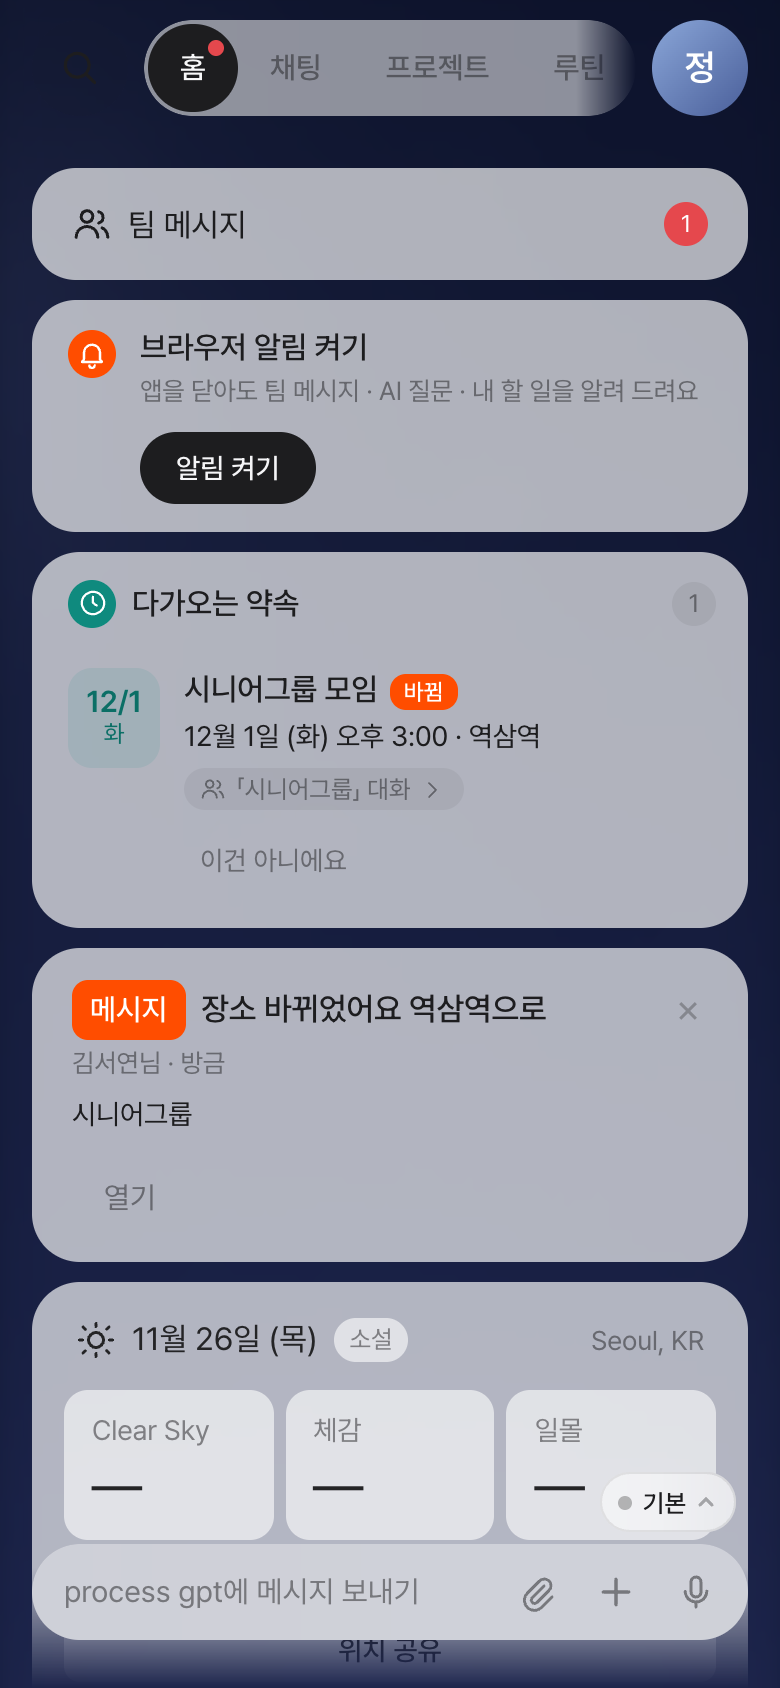 홈 채팅 프로젝트 루틴 정
팀 메시지 1
브라우저 알림 켜기
앱을 닫아도 팀 메시지 · AI 질문 · 내 할 일을 알려 드려요
알림 켜기
다가오는 약속 1
12/1
화
시니어그룹 모임 바뀜
12월 1일 (화) 오후 3:00 · 역삼역
「시니어그룹」 대화
이건 아니에요
메시지 장소 바뀌었어요 역삼역으로
김서연님 · 방금
시니어그룹
열기
11월 26일 (목) 소설 Seoul, KR
Clear Sky 체감 일몰
— — —
기본
process gpt에 메시지 보내기
위치 공유